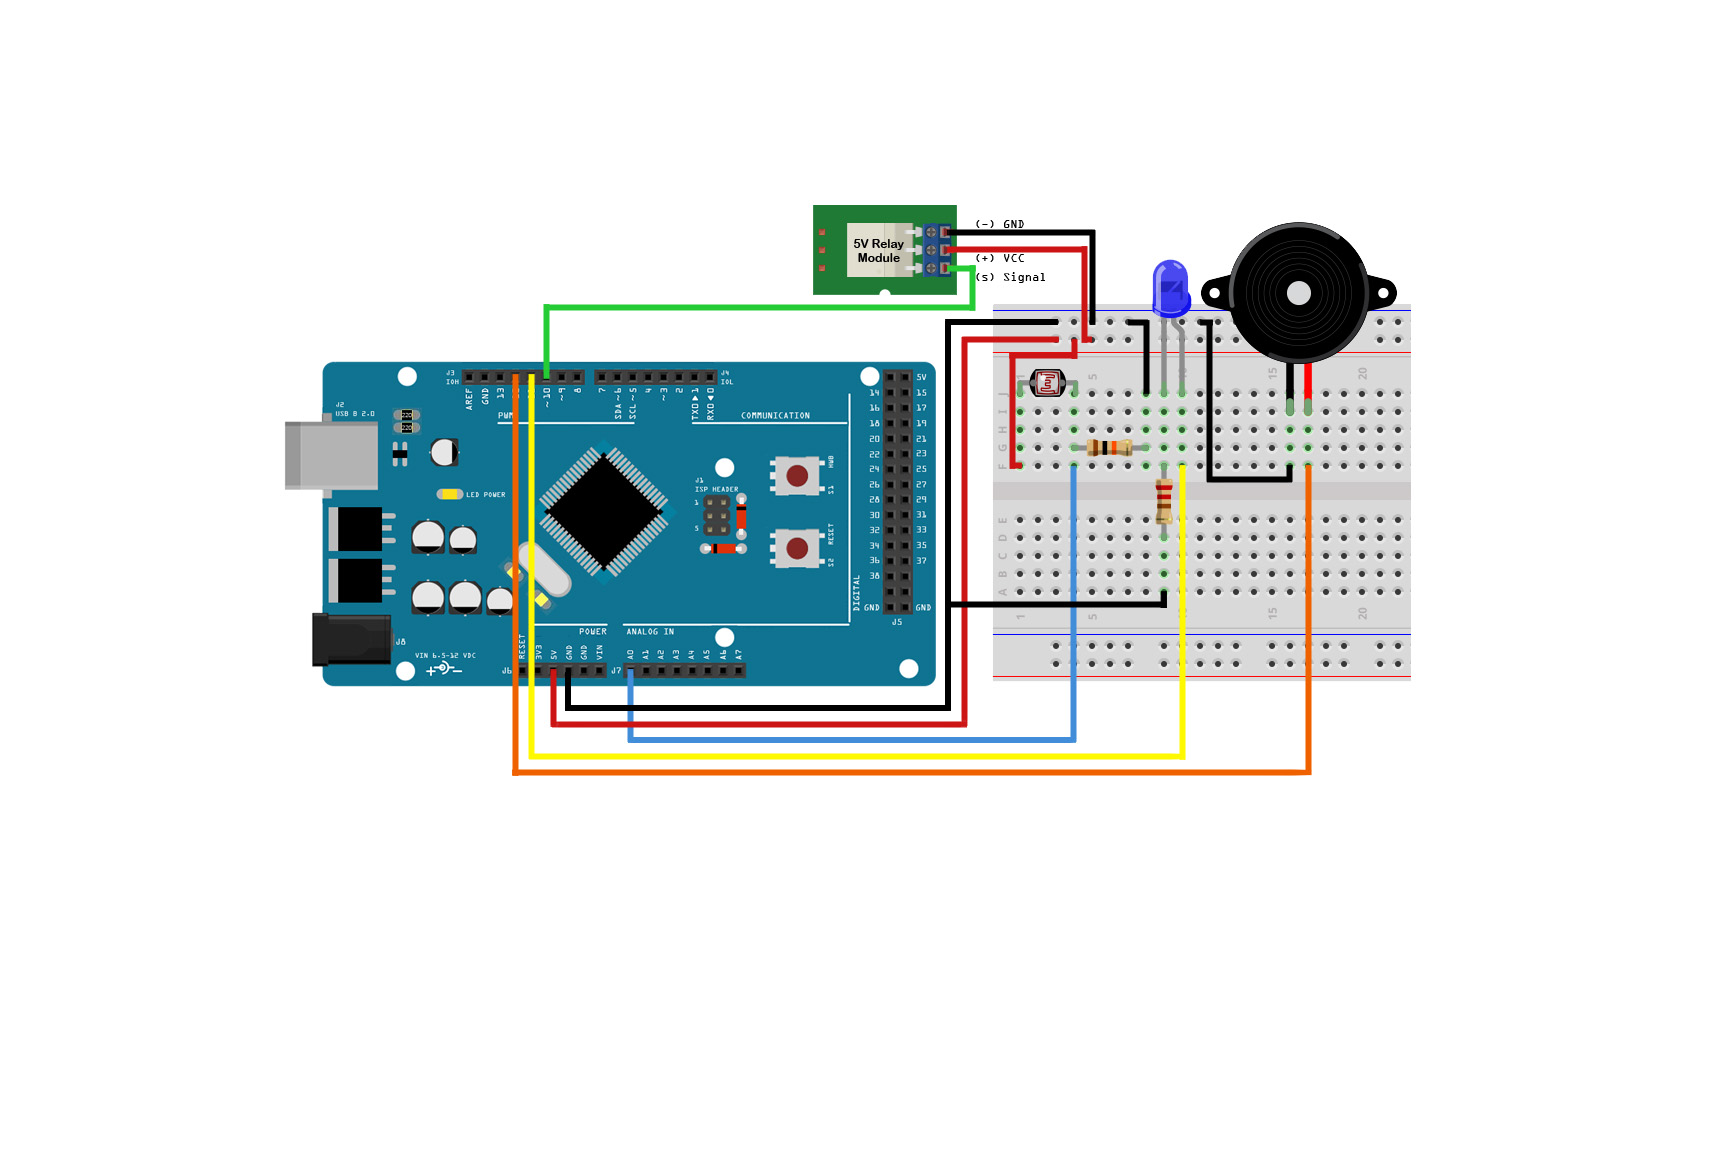 (-) GND
5V Relay
Module
(+) VCC
(s) Signal
J3
IOH
J4
IOL
AREF
GND
13
~10
~9
8
7
SDA ~6
SCL ~5
4
~3
2
TXD 1
RXD 0
5V
14 15
16 17
18 19
20 21
22 23
24 25
26 27
28 29
30 31
32 33
34 35
36 37
38
GND GND
J5
J2
USB B 2.0
PWM
COMMUNICATION
220
220
LED POWER
J1
ISP HEADER
1
5
HWB
S1
RESET
S2
DIGITAL
J8
VIN 6.5-12 VDC
POWER
ANALOG IN
J6
RESET
3V3
5V
GND
GND
VIN
J7
A0
A1
A2
A3
A4
A5
A6
A7
1
5
15
20
J
I
H
G
F
E
D
C
B
A
1
5
15
20